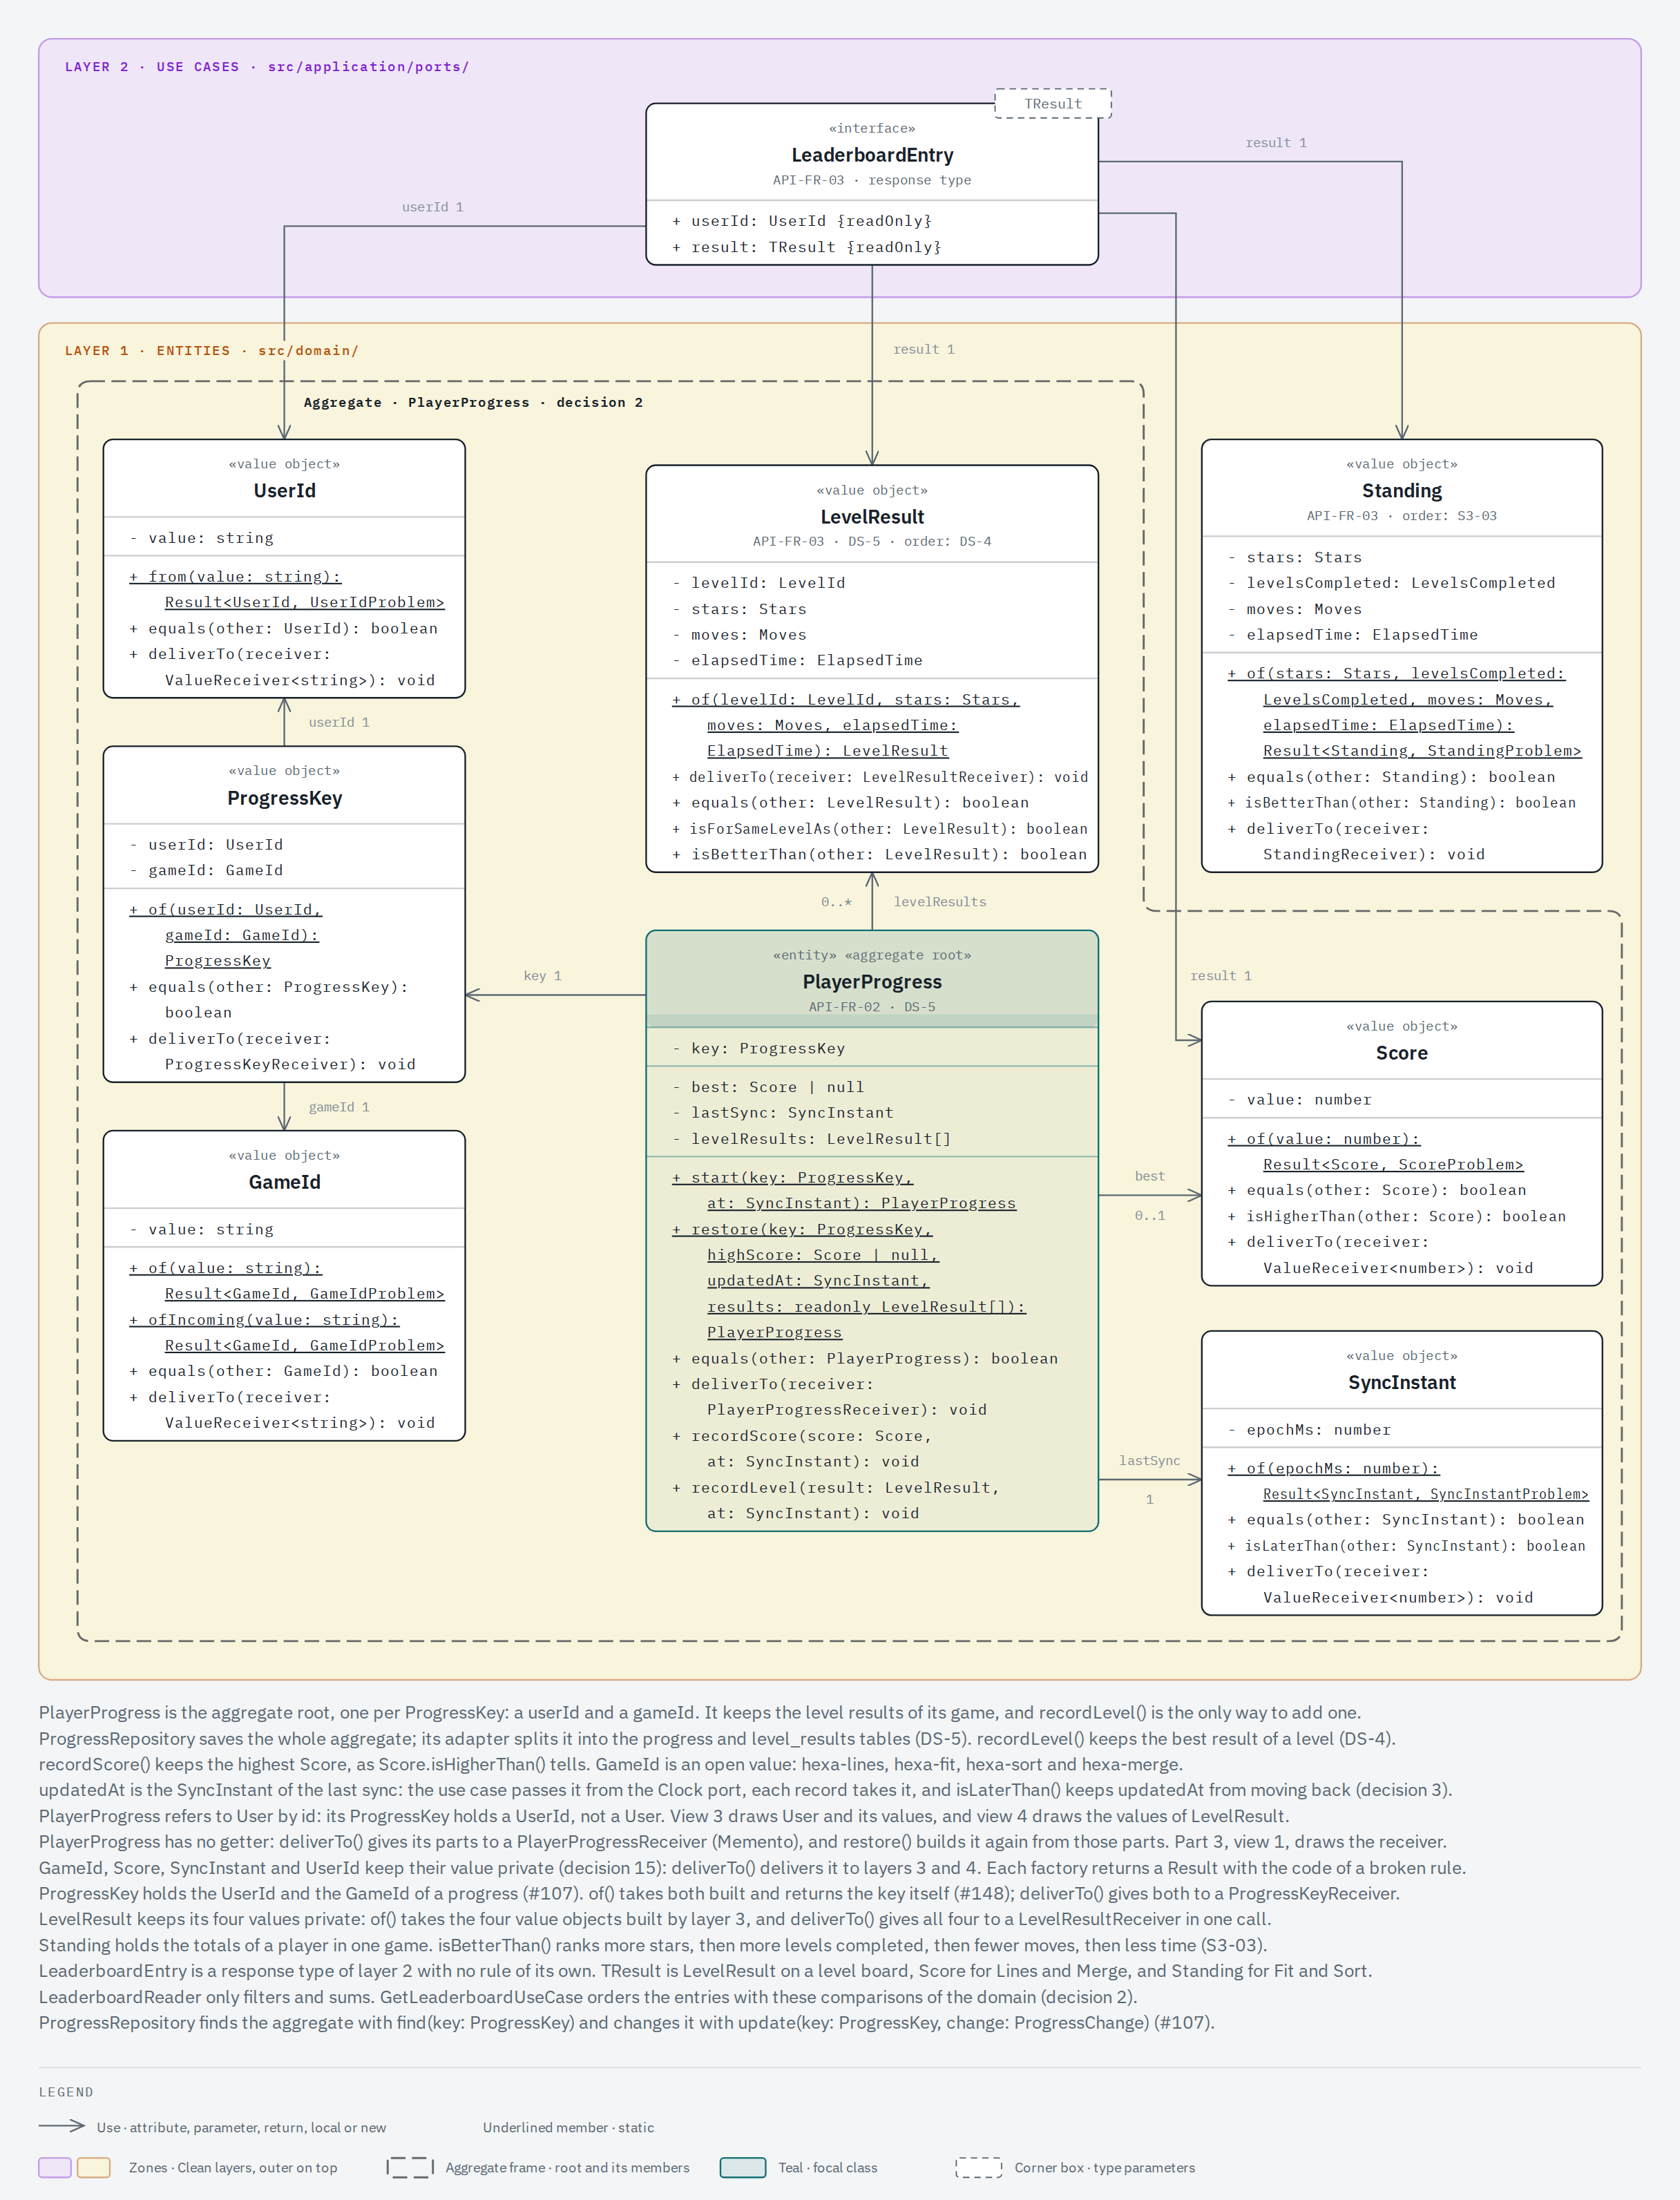 LAYER 2 · USE CASES · src/application/ports/
TResult
«interface»
LeaderboardEntry
API-FR-03 · response type
+ userId: UserId {readOnly}
+ result: TResult {readOnly}
userId 1
result 1
LAYER 1 · ENTITIES · src/domain/
result 1
Aggregate · PlayerProgress · decision 2
«value object»
UserId
- value: string
+ from(value: string):
Result<UserId, UserIdProblem>
+ equals(other: UserId): boolean
+ deliverTo(receiver:
ValueReceiver<string>): void
userId 1
«value object»
ProgressKey
- userId: UserId
- gameId: GameId
+ of(userId: UserId,
gameId: GameId):
ProgressKey
+ equals(other: ProgressKey):
boolean
+ deliverTo(receiver:
ProgressKeyReceiver): void
gameId 1
«value object»
GameId
- value: string
+ of(value: string):
Result<GameId, GameIdProblem>
+ ofIncoming(value: string):
Result<GameId, GameIdProblem>
+ equals(other: GameId): boolean
+ deliverTo(receiver:
ValueReceiver<string>): void
«value object»
LevelResult
API-FR-03 · DS-5 · order: DS-4
- levelId: LevelId
- stars: Stars
- moves: Moves
- elapsedTime: ElapsedTime
+ of(levelId: LevelId, stars: Stars,
moves: Moves, elapsedTime:
ElapsedTime): LevelResult
+ deliverTo(receiver: LevelResultReceiver): void
+ equals(other: LevelResult): boolean
+ isForSameLevelAs(other: LevelResult): boolean
+ isBetterThan(other: LevelResult): boolean
0..* levelResults
key 1
«entity» «aggregate root»
PlayerProgress
API-FR-02 · DS-5
- key: ProgressKey
- best: Score | null
- lastSync: SyncInstant
- levelResults: LevelResult[]
+ start(key: ProgressKey,
at: SyncInstant): PlayerProgress
+ restore(key: ProgressKey,
highScore: Score | null,
updatedAt: SyncInstant,
results: readonly LevelResult[]):
PlayerProgress
+ equals(other: PlayerProgress): boolean
+ deliverTo(receiver:
PlayerProgressReceiver): void
+ recordScore(score: Score,
at: SyncInstant): void
+ recordLevel(result: LevelResult,
at: SyncInstant): void
«value object»
Standing
API-FR-03 · order: S3-03
- stars: Stars
- levelsCompleted: LevelsCompleted
- moves: Moves
- elapsedTime: ElapsedTime
+ of(stars: Stars, levelsCompleted:
LevelsCompleted, moves: Moves,
elapsedTime: ElapsedTime):
Result<Standing, StandingProblem>
+ equals(other: Standing): boolean
+ isBetterThan(other: Standing): boolean
+ deliverTo(receiver:
StandingReceiver): void
result 1
«value object»
Score
- value: number
+ of(value: number):
Result<Score, ScoreProblem>
+ equals(other: Score): boolean
+ isHigherThan(other: Score): boolean
+ deliverTo(receiver:
ValueReceiver<number>): void
best
0..1
«value object»
SyncInstant
- epochMs: number
+ of(epochMs: number):
Result<SyncInstant, SyncInstantProblem>
+ equals(other: SyncInstant): boolean
+ isLaterThan(other: SyncInstant): boolean
+ deliverTo(receiver:
ValueReceiver<number>): void
lastSync
1
PlayerProgress is the aggregate root, one per ProgressKey: a userId and a gameId. It keeps the level results of its game, and recordLevel() is the only way to add one.
ProgressRepository saves the whole aggregate; its adapter splits it into the progress and level_results tables (DS-5). recordLevel() keeps the best result of a level (DS-4).
recordScore() keeps the highest Score, as Score.isHigherThan() tells. GameId is an open value: hexa-lines, hexa-fit, hexa-sort and hexa-merge.
updatedAt is the SyncInstant of the last sync: the use case passes it from the Clock port, each record takes it, and isLaterThan() keeps updatedAt from moving back (decision 3).
PlayerProgress refers to User by id: its ProgressKey holds a UserId, not a User. View 3 draws User and its values, and view 4 draws the values of LevelResult.
PlayerProgress has no getter: deliverTo() gives its parts to a PlayerProgressReceiver (Memento), and restore() builds it again from those parts. Part 3, view 1, draws the receiver.
GameId, Score, SyncInstant and UserId keep their value private (decision 15): deliverTo() delivers it to layers 3 and 4. Each factory returns a Result with the code of a broken rule.
ProgressKey holds the UserId and the GameId of a progress (#107). of() takes both built and returns the key itself (#148); deliverTo() gives both to a ProgressKeyReceiver.
LevelResult keeps its four values private: of() takes the four value objects built by layer 3, and deliverTo() gives all four to a LevelResultReceiver in one call.
Standing holds the totals of a player in one game. isBetterThan() ranks more stars, then more levels completed, then fewer moves, then less time (S3-03).
LeaderboardEntry is a response type of layer 2 with no rule of its own. TResult is LevelResult on a level board, Score for Lines and Merge, and Standing for Fit and Sort.
LeaderboardReader only filters and sums. GetLeaderboardUseCase orders the entries with these comparisons of the domain (decision 2).
ProgressRepository finds the aggregate with find(key: ProgressKey) and changes it with update(key: ProgressKey, change: ProgressChange) (#107).
LEGEND
Use · attribute, parameter, return, local or new
Underlined member · static
Zones · Clean layers, outer on top
Aggregate frame · root and its members
Teal · focal class
Corner box · type parameters